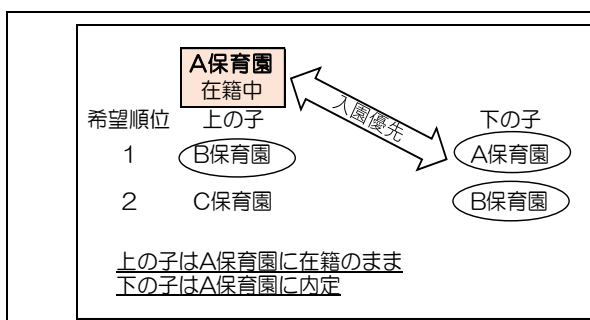 A保育園
在籍中
入園優先
希望順位 上の子 下の子
1 B保育園 A保育園
2 C保育園 B保育園
上の子はA保育園に在籍のまま
下の子はA保育園に内定